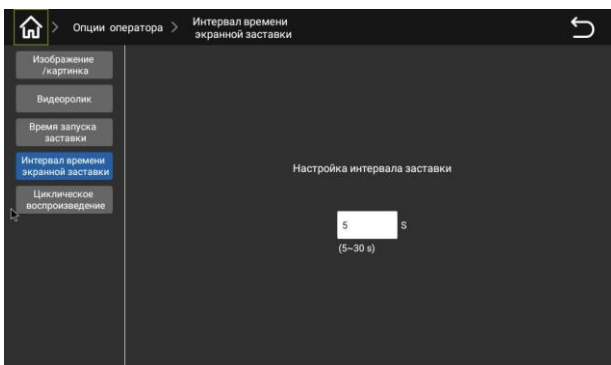 > Опции оператора > Интервал времени
экранной заставки
Изображение
/картинка
Видеоролик
Время запуска
заставки
Интервал времени
экранной заставки
Циклическое
воспроизведение
Настройка интервала заставки
5 S
(5~30 s)